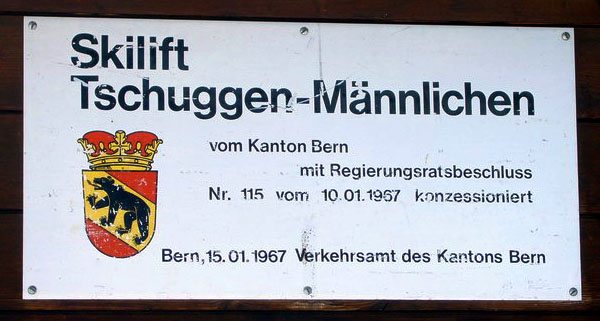 Skilift
Tschuggen-Männlichen
vom Kanton Bern
mit Regierungsratsbeschluss
Nr. 115 vom 10.01.1967 konzessioniert
Bern, 15.01.1967 Verkehrsamt des Kantons Bern